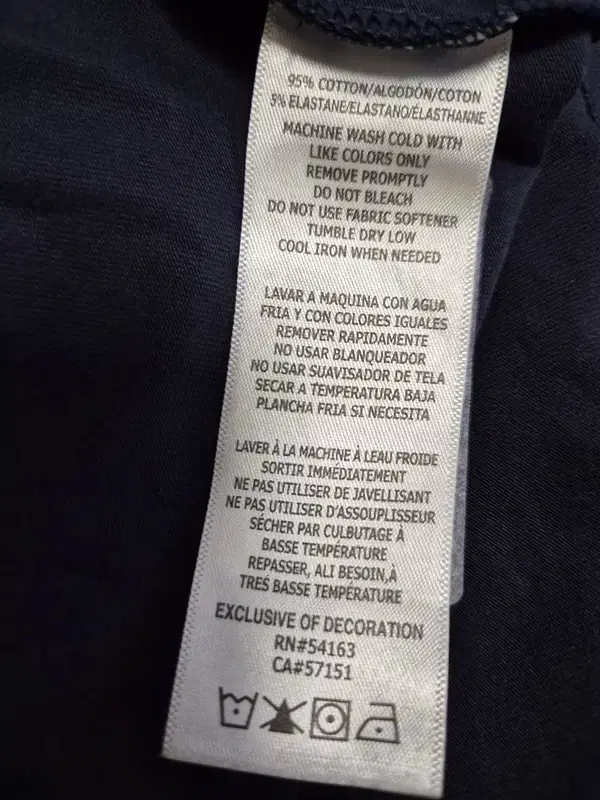 95% COTTON/ALGODÓN/COTON
5% ELASTANE/ELASTANO/ÉLASTHANNE
MACHINE WASH COLD WITH
LIKE COLORS ONLY
REMOVE PROMPTLY
DO NOT BLEACH
DO NOT USE FABRIC SOFTENER
TUMBLE DRY LOW
COOL IRON WHEN NEEDED
LAVAR A MAQUINA CON AGUA
FRIA Y CON COLORES IGUALES
REMOVER RAPIDAMENTE
NO USAR BLANQUEADOR
NO USAR SUAVISADOR DE TELA
SECAR A TEMPERATURA BAJA
PLANCHA FRIA SI NECESITA
LAVER À LA MACHINE À LEAU FROIDE
SORTIR IMMÉDIATEMENT
NE PAS UTILISER DE JAVELLISANT
NE PAS UTILISER D'ASSOUPLISEUR
SÉCHER PAR CULBUTAGE À
BASSE TEMPÉRATURE
REPASSER, ALI BESOIN,À
TRES BASSE TEMPÉRATURE
EXCLUSIVE OF DECORATION
RN#54163
CA#57151